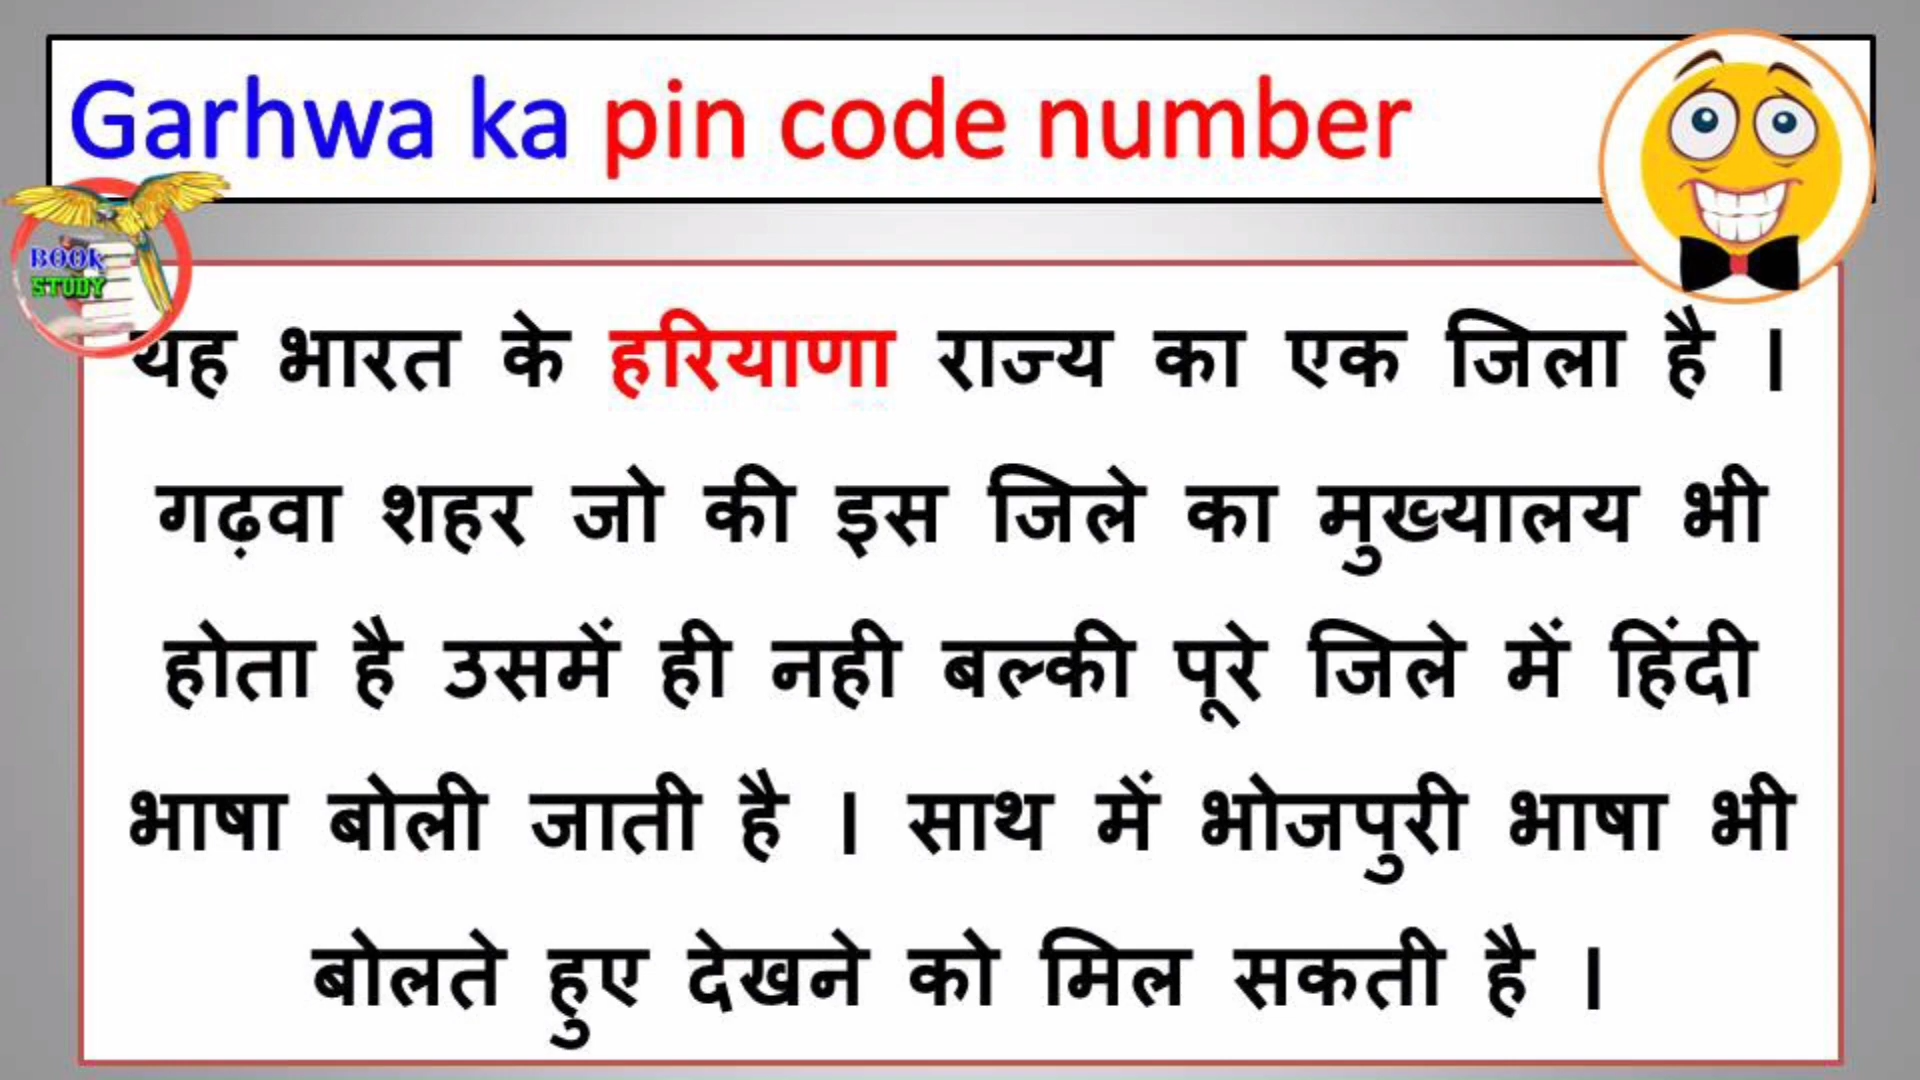 Garhwa ka pin code number
BOOK
STUDY
यह भारत के हरियाणा राज्य का एक जिला है ।
गढ़वा शहर जो की इस जिले का मुख्यालय भी
होता है उसमें ही नही बल्की पूरे जिले में हिंदी
भाषा बोली जाती है । साथ में भोजपुरी भाषा भी
बोलते हुए देखने को मिल सकती है ।